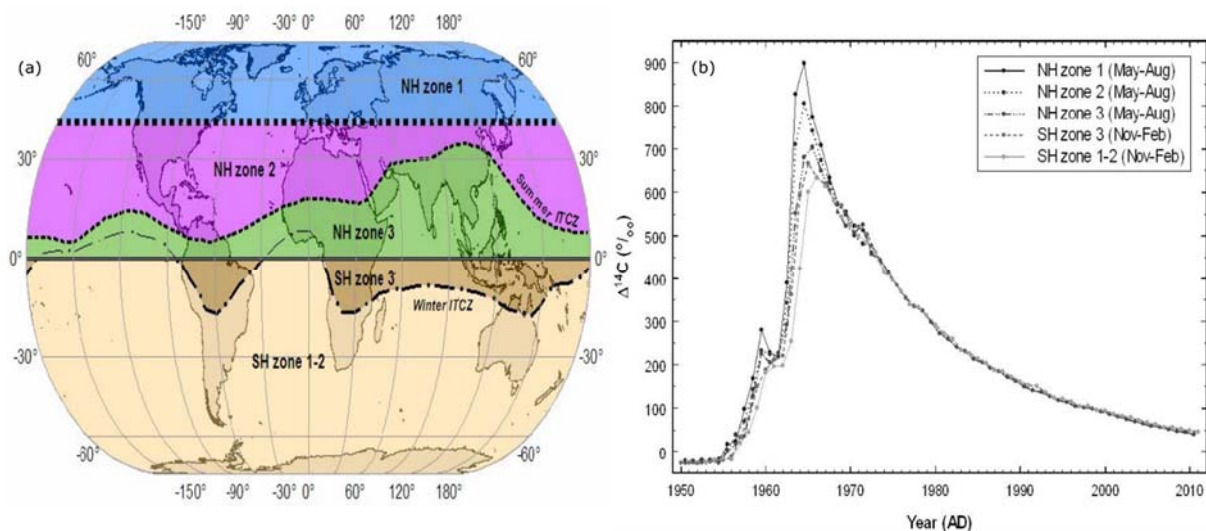 -150° -90° 0° 60° 120° 150°
(a)
60°
60°
NH zone 1
30°
30°
NH zone 2
Summer ITCZ
NH zone 3
0°
0°
SH zone 3
Winter ITCZ
-30°
-30°
SH zone 1-2
-60°
-60°
-150° -90° 0° 60° 120° 150°
(b)
NH zone 1 (May-Aug)
NH zone 2 (May-Aug)
NH zone 3 (May-Aug)
SH zone 3 (Nov-Feb)
SH zone 1-2 (Nov-Feb)
900
800
700
600
500
400
300
200
100
0
Δ¹⁴C (°/₀₀)
1950 1960 1970 1980 1990 2000 2010
Year (AD)